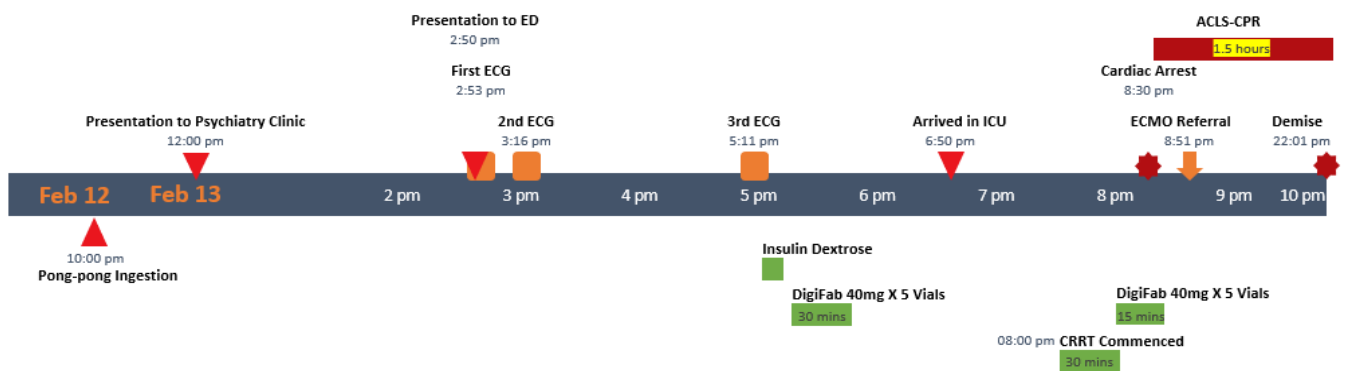 Presentation to ED
2:50 pm
ACLS-CPR
1.5 hours
First ECG
2:53 pm
Cardiac Arrest
8:30 pm
Presentation to Psychiatry Clinic
12:00 pm
2nd ECG
3:16 pm
3rd ECG
5:11 pm
Arrived in ICU
6:50 pm
ECMO Referral
8:51 pm
Demise
22:01 pm
Feb 12 Feb 13 2 pm 3 pm 4 pm 5 pm 6 pm 7 pm 8 pm 9 pm 10 pm
10:00 pm
Pong-pong Ingestion
Insulin Dextrose
DigiFab 40mg X 5 Vials
30 mins
DigiFab 40mg X 5 Vials
15 mins
08:00 pm CRRT Commenced
30 mins